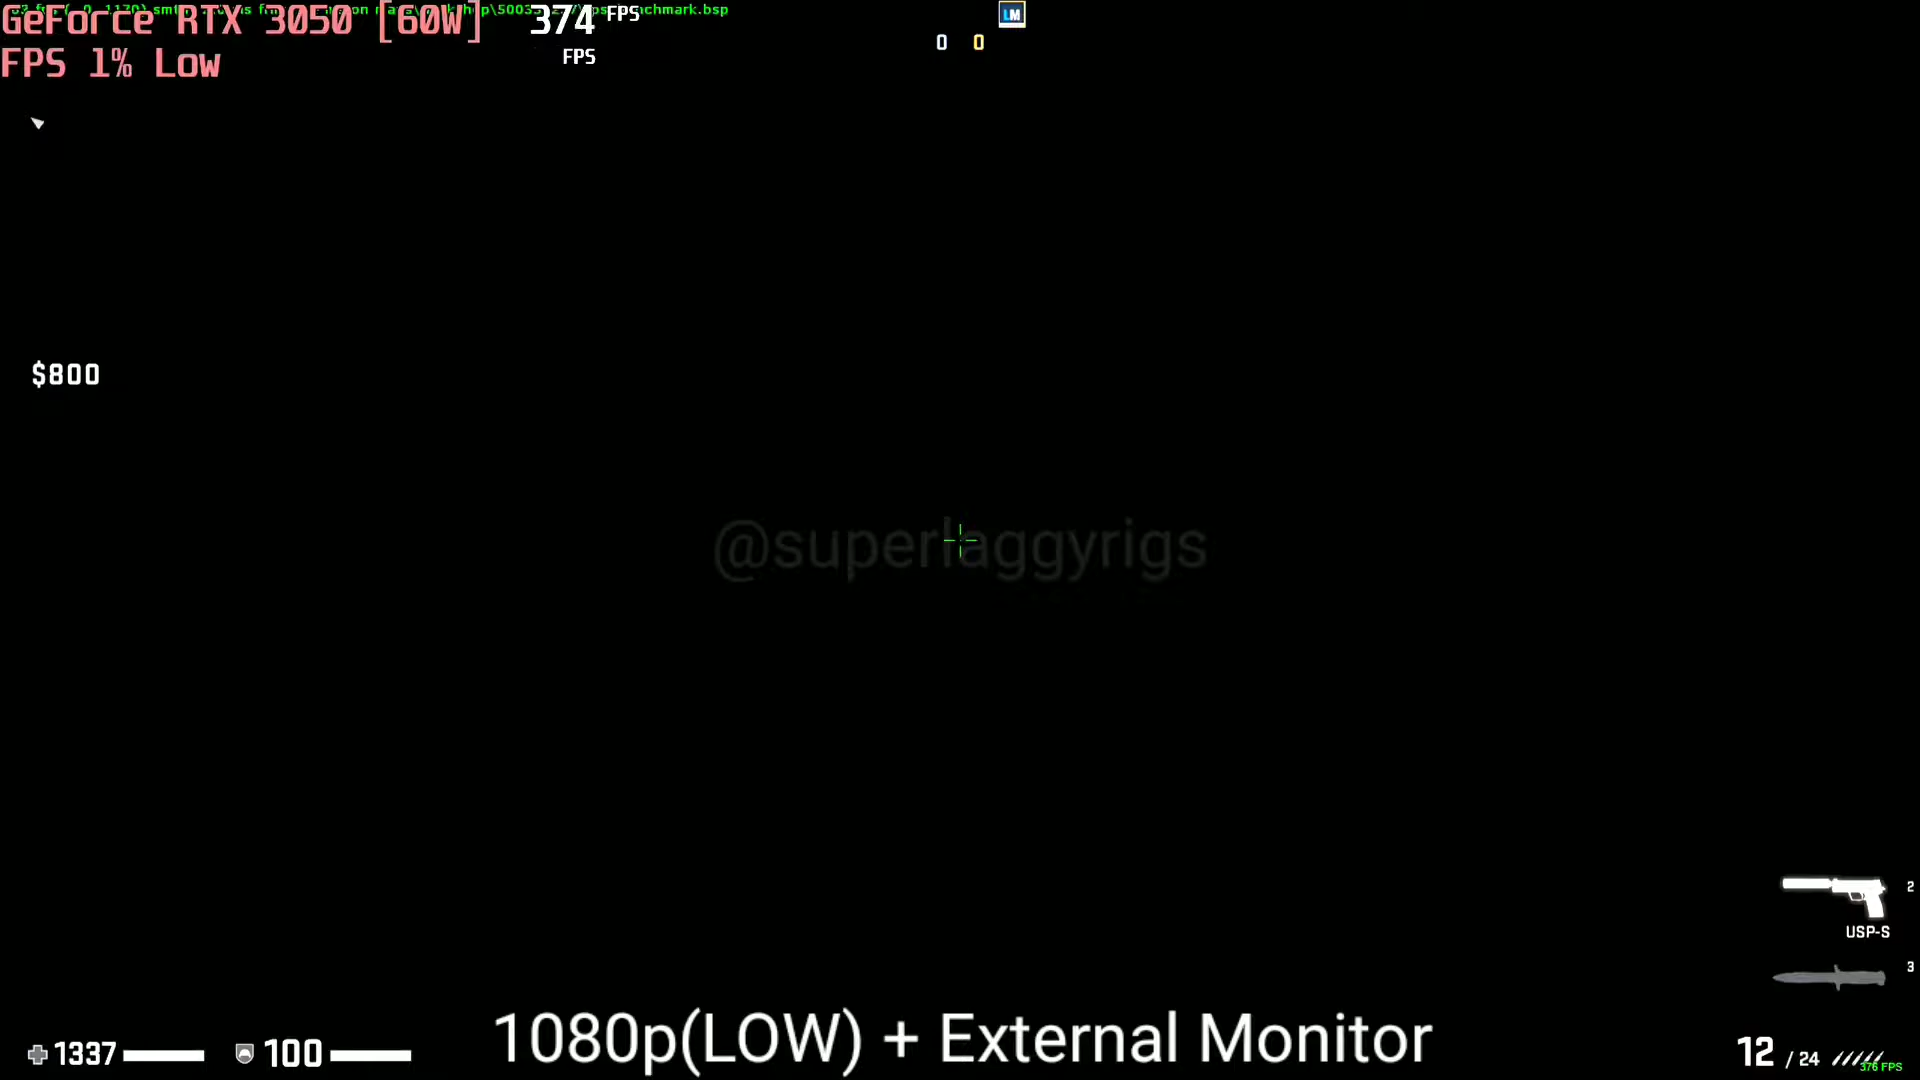 GeForce RTX 3050 [60W] 374 FPS
FPS 1% Low FPS
LM
0 0
$800
@superlaggyrigs
2
USP-S
3
1080p(LOW) + External Monitor
1337 100
12 / 24
376 FPS